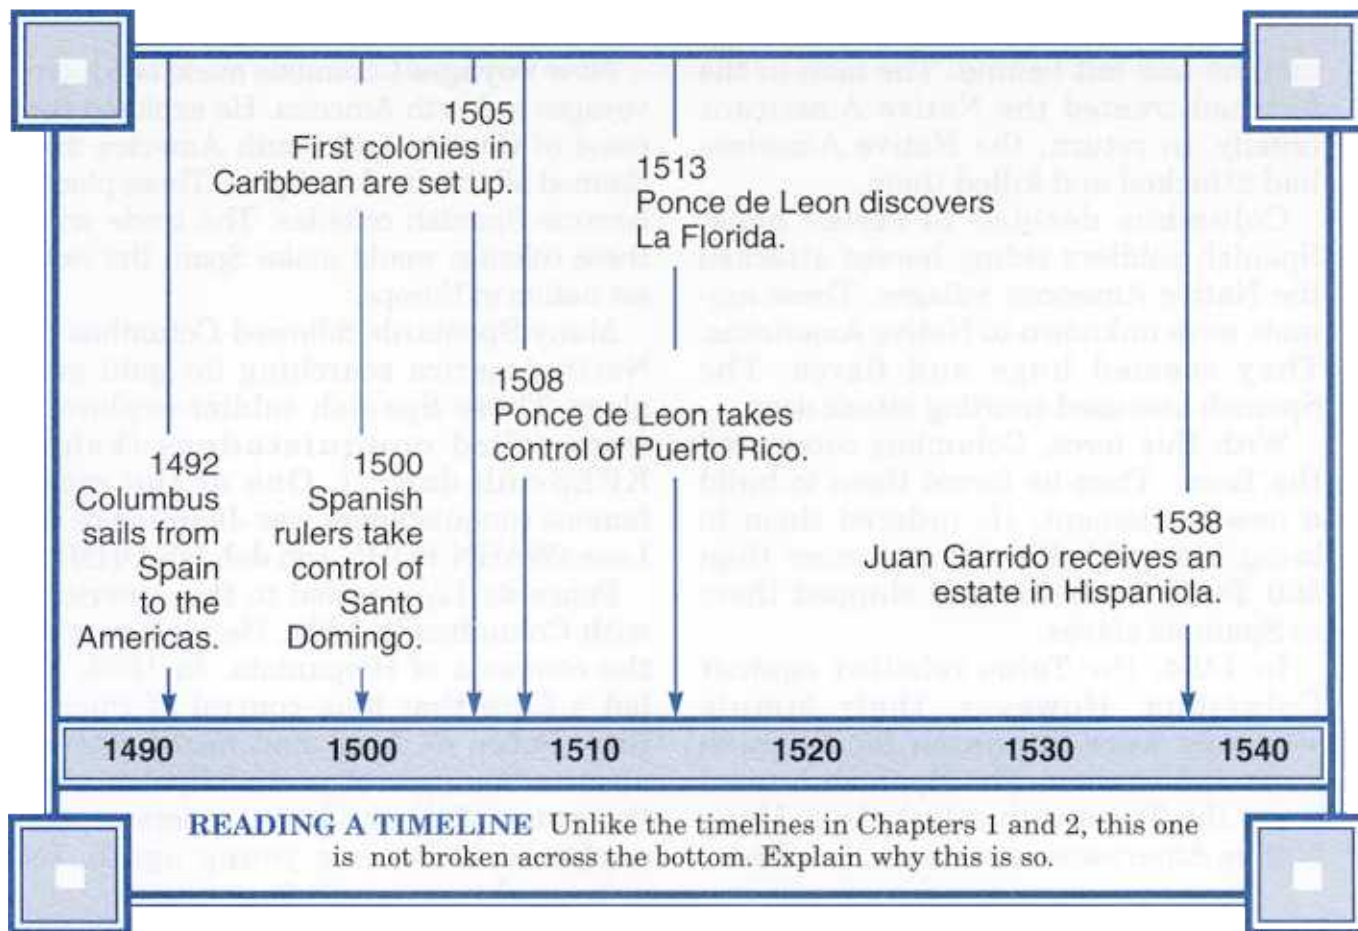 1505
First colonies in
Caribbean are set up.
1513
Ponce de Leon discovers
La Florida.
1508
Ponce de Leon takes
control of Puerto Rico.
1492
Columbus
sails from
Spain
to the
Americas.
1500
Spanish
rulers take
control of
Santo
Domingo.
1538
Juan Garrido receives an
estate in Hispaniola.
1490 1500 1510 1520 1530 1540
READING A TIMELINE Unlike the timelines in Chapters 1 and 2, this one
is not broken across the bottom. Explain why this is so.